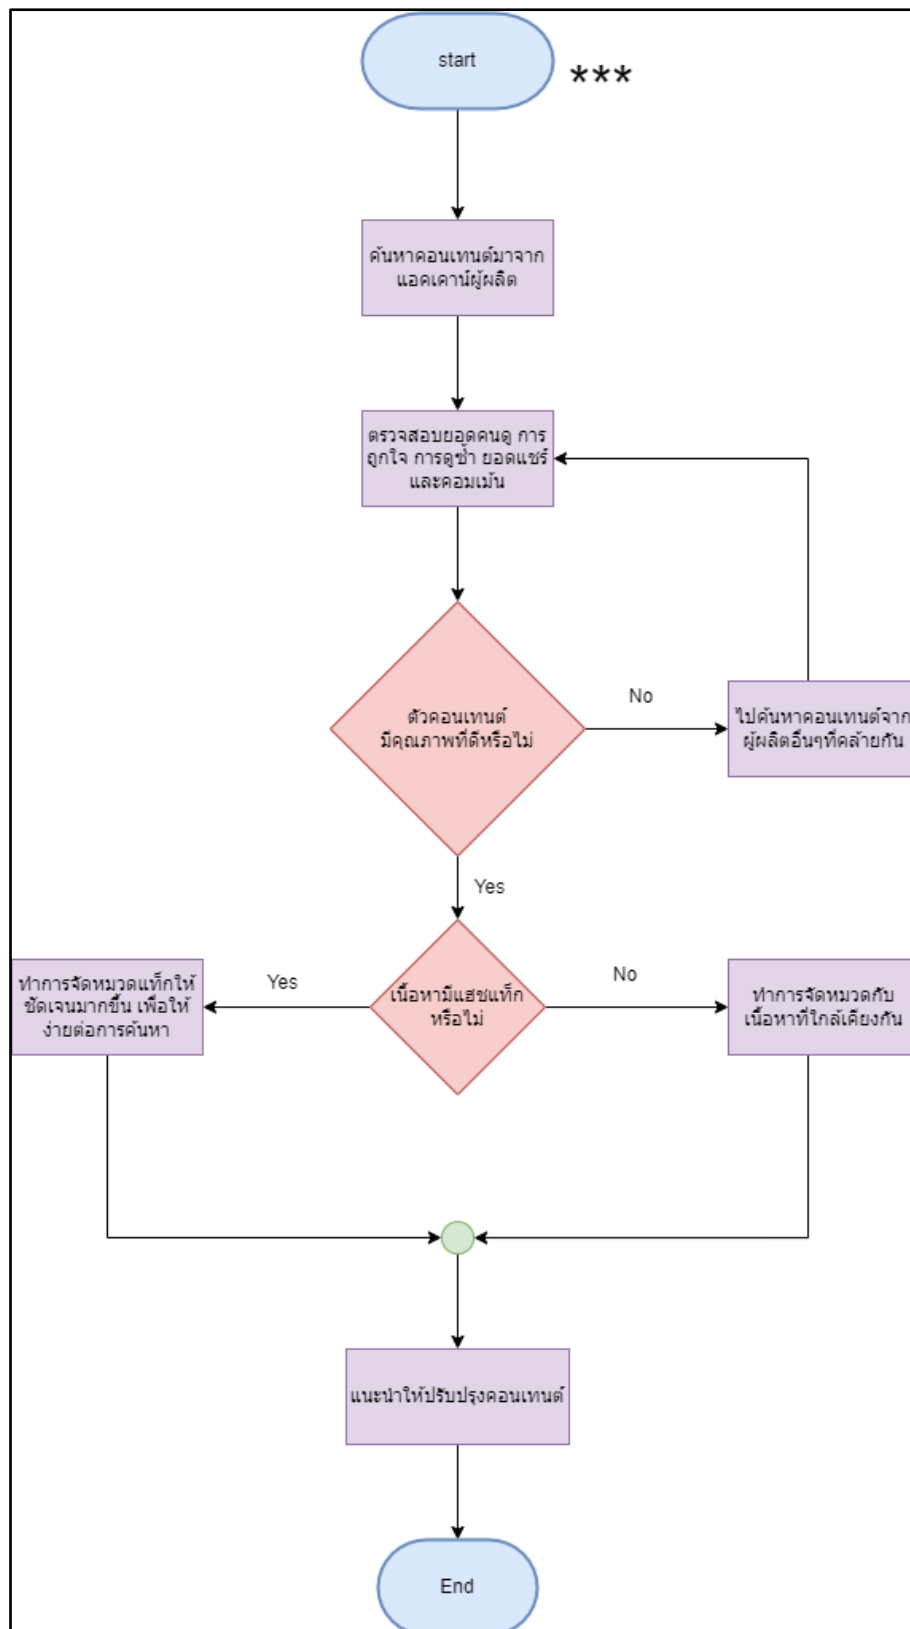 start
***
ค้นหาคอนเทนต์มาจาก
แอคเคาน์ผู้ผลิต
ตรวจสอบยอดคนดู การ
ถูกใจ การดูซ้ำ ยอดแชร์
และคอมเม้น
ตัวคอนเทนต์
มีคุณภาพที่ดีหรือไม่
No
ไปค้นหาคอนเทนต์จาก
ผู้ผลิตอื่นๆที่คล้ายกัน
Yes
ทำการจัดหมวดแท็กให้
ชัดเจนมากขึ้น เพื่อให้
ง่ายต่อการค้นหา
Yes
เนื้อหามีแฮชแท็ก
หรือไม่
No
ทำการจัดหมวดกับ
เนื้อหาที่ใกล้เคียงกัน
แนะนำให้ปรับปรุงคอนเทนต์
End